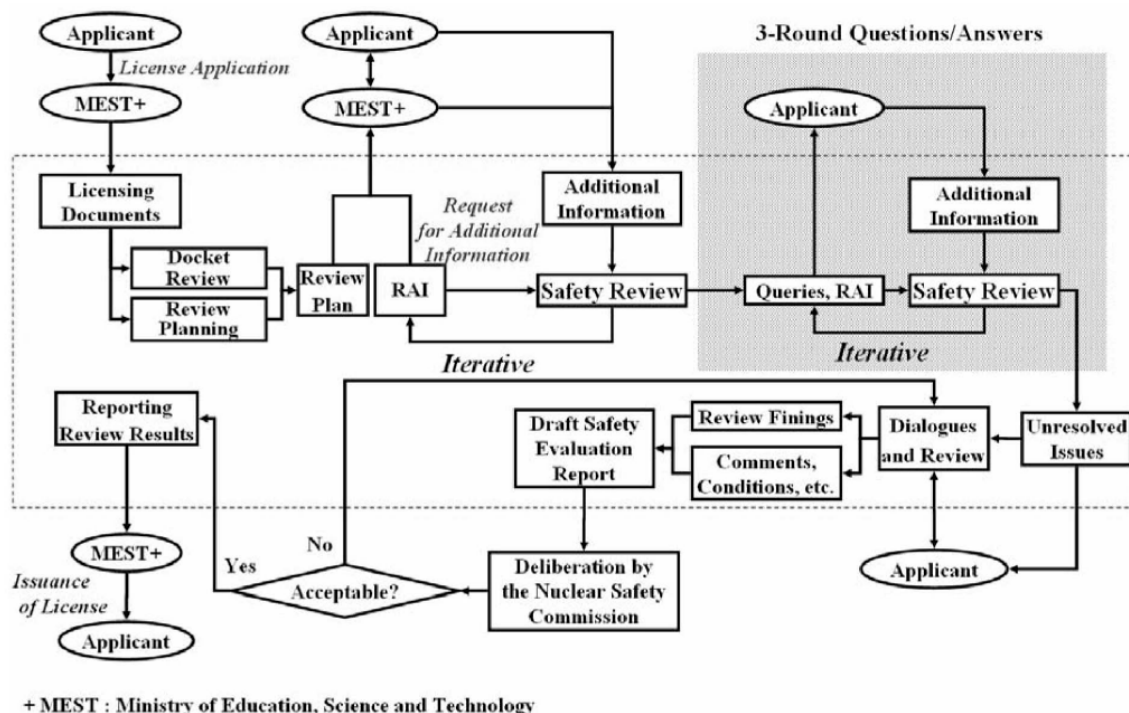 Applicant
License Application
MEST+
Applicant
MEST+
3-Round Questions/Answers
Applicant
Licensing
Documents
Docket
Review
Review
Planning
Review
Plan
RAI
Request
for Additional
Information
Additional
Information
Safety Review
Iterative
Queries, RAI
Additional
Information
Safety Review
Iterative
Reporting
Review Results
Draft Safety
Evaluation
Report
Review Finings
Comments,
Conditions, etc.
Dialogues
and Review
Unresolved
Issues
MEST+
Issuance
of License
Applicant
Yes
No
Acceptable?
Deliberation by
the Nuclear Safety
Commission
Applicant
+ MEST : Ministry of Education, Science and Technology